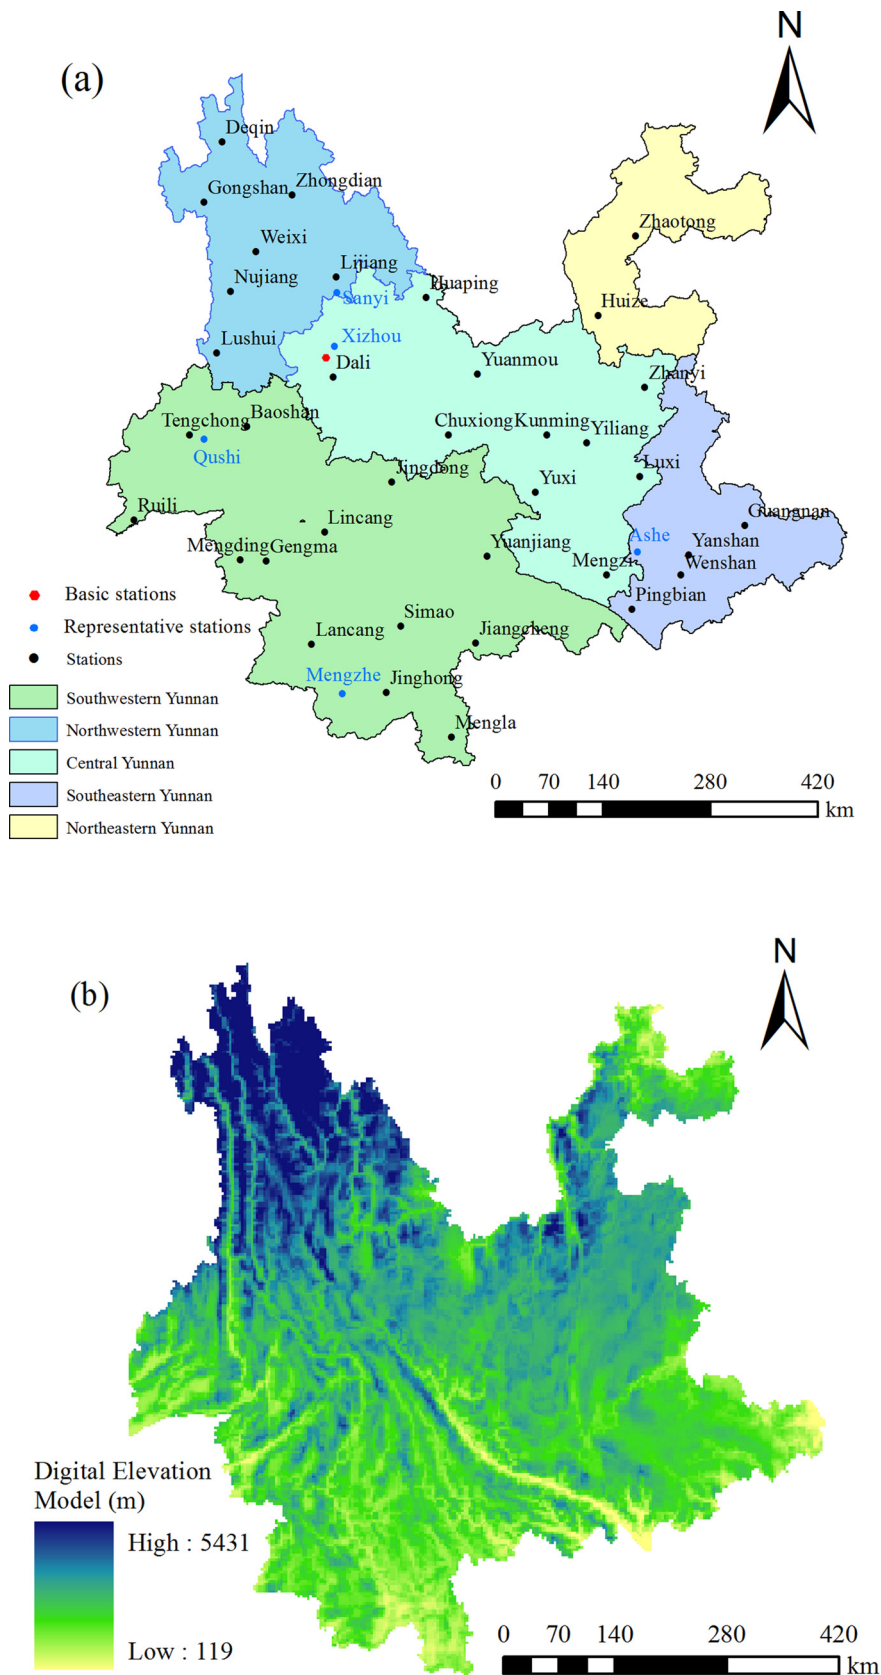 N
(a)
Deqin
Zhongdian
Gongshan
Zhaotong
Weixi
Lijiang
Nujiang
Huaping
Sanyi
Huize
Xizhou
Lushui
Dali
Yuanmou
Zhanyi
Baoshan
Tengchong
Chuxiong
Kunming
Yiliang
Qushi
Jingdong
Luxi
Yuxi
Ruili
Lincang
Guangnan
Ashe
Yanshan
Yuanjiang
Mengding
Gengma
Mengzi
Wenshan
Pingbian
Basic stations
Simao
Representative stations
Lancang
Jiangcheng
Stations
Mengzhe
Jinghong
Southwestern Yunnan
Mengla
Northwestern Yunnan
Central Yunnan
0 70 140 280 420
Southeastern Yunnan
km
Northeastern Yunnan
N
(b)
Digital Elevation
Model (m)
High : 5431
Low : 119
0 70 140 280 420
km